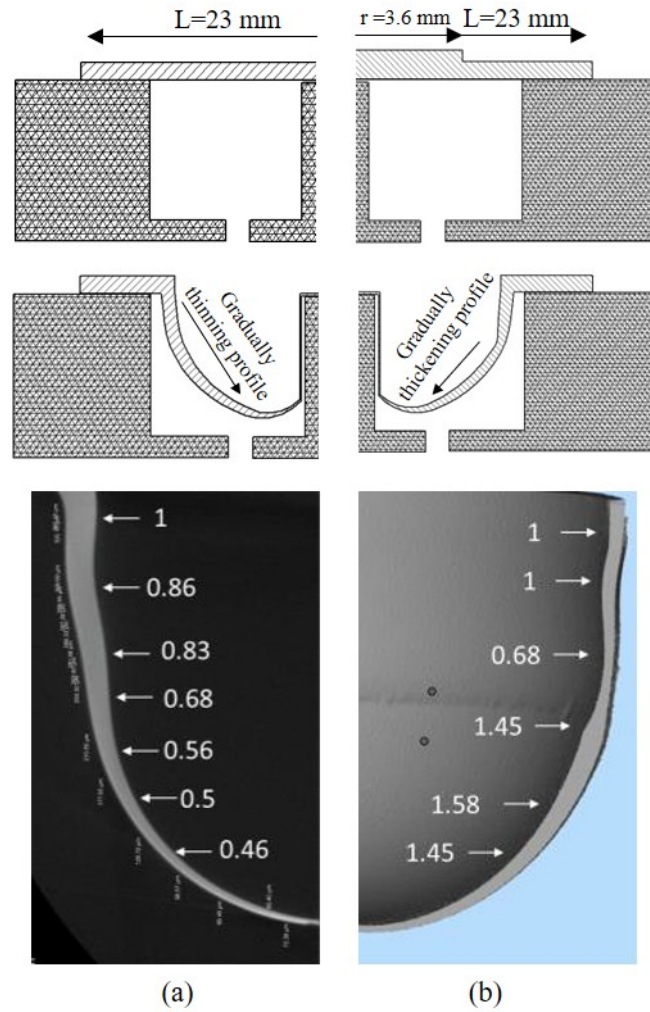 L=23 mm
r =3.6 mm
L=23 mm
Gradually
thinning profile
Gradually
thickening profile
1
0.86
0.83
0.68
0.56
0.5
0.46
1
1
0.68
1.45
1.58
1.45
(a)
(b)